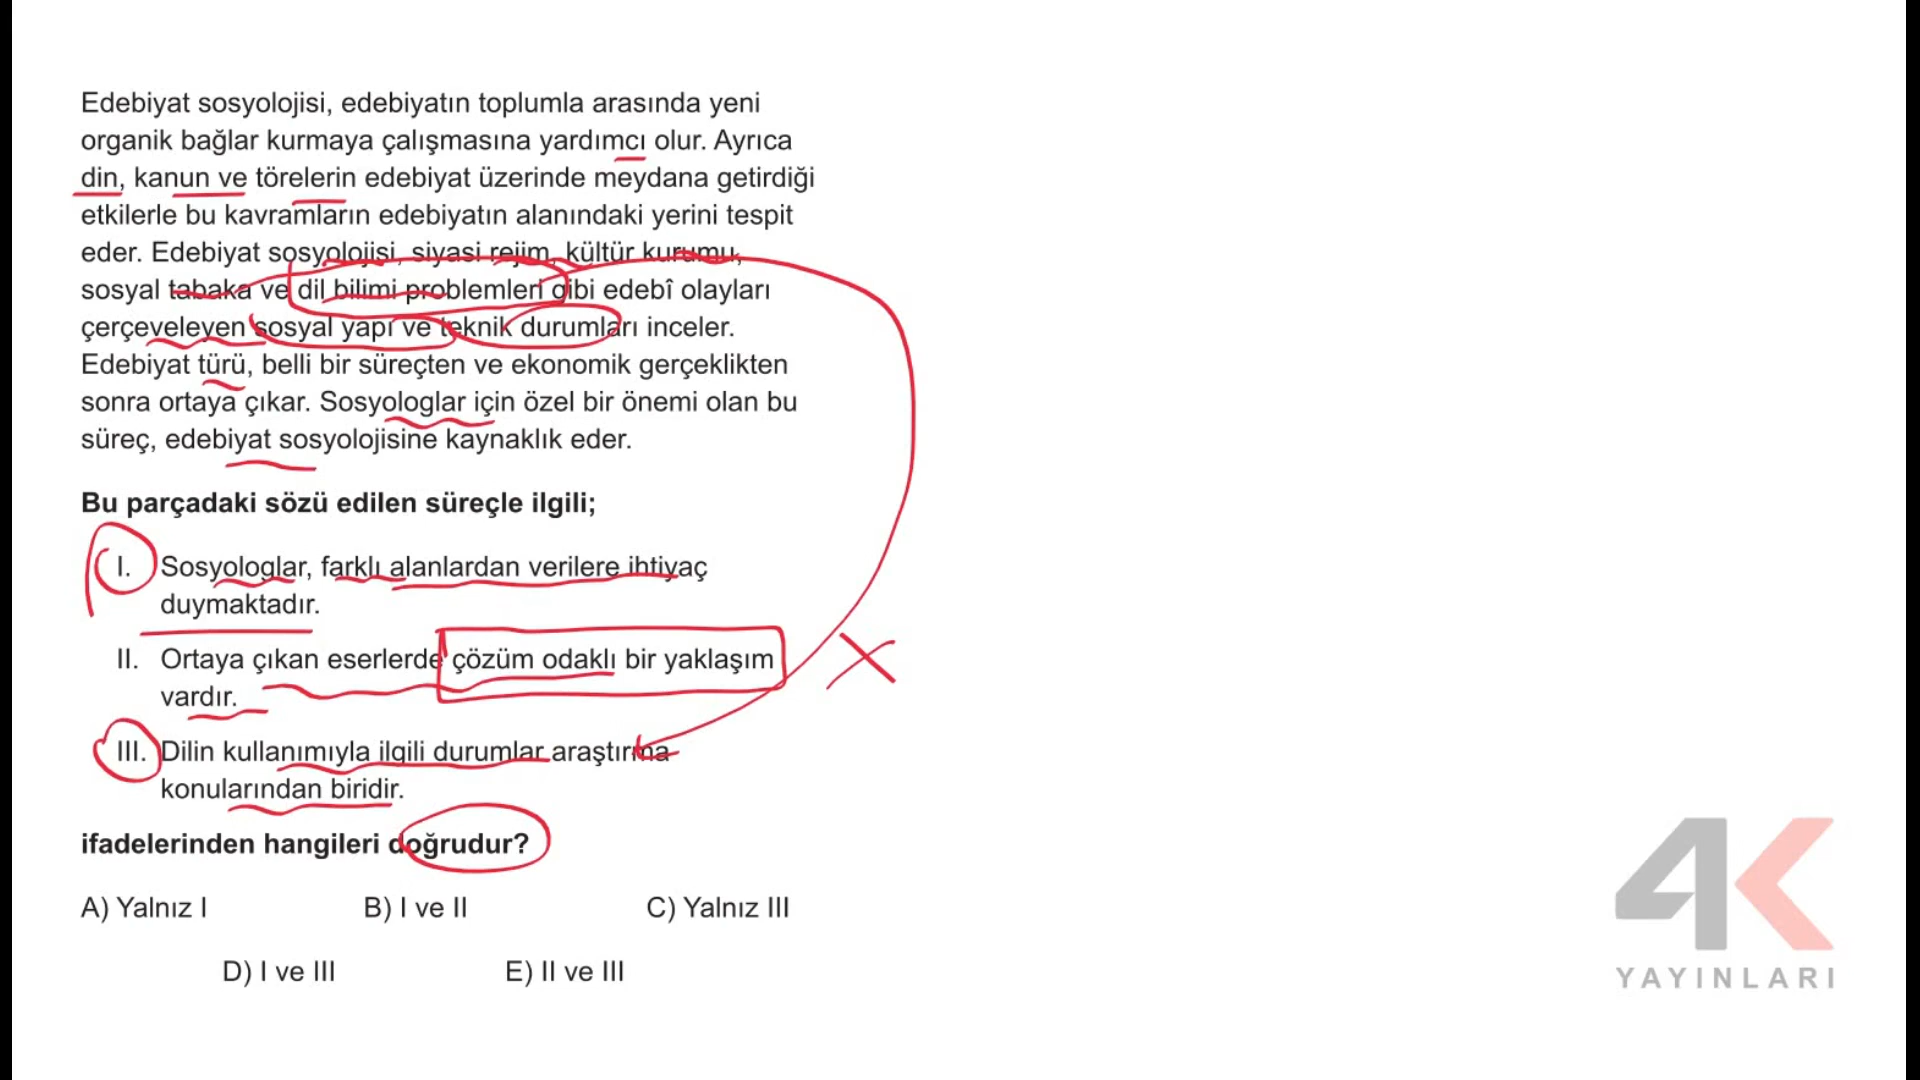 Edebiyat sosyolojisi, edebiyatın toplumla arasında yeni
organik bağlar kurmaya çalışmasına yardımcı olur. Ayrıca
din, kanun ve törelerin edebiyat üzerinde meydana getirdiği
etkilerle bu kavramların edebiyatın alanındaki yerini tespit
eder. Edebiyat sosyolojisi, siyasi rejim, kültür kurumu,
sosyal tabaka ve dil bilimi problemleri gibi edebî olayları
çerçeveleyen sosyal yapı ve teknik durumları inceler.
Edebiyat türü, belli bir süreçten ve ekonomik gerçeklikten
sonra ortaya çıkar. Sosyologlar için özel bir önemi olan bu
süreç, edebiyat sosyolojisine kaynaklık eder.
Bu parçadaki sözü edilen süreçle ilgili;
I. Sosyologlar, farklı alanlardan verilere ihtiyaç
duymaktadır.
II. Ortaya çıkan eserlerde çözüm odaklı bir yaklaşım
vardır.
III. Dilin kullanımıyla ilgili durumlar araştırma
konularından biridir.
ifadelerinden hangileri doğrudur?
A) Yalnız I B) I ve II C) Yalnız III
D) I ve III E) II ve III
4K
YAYINLARI